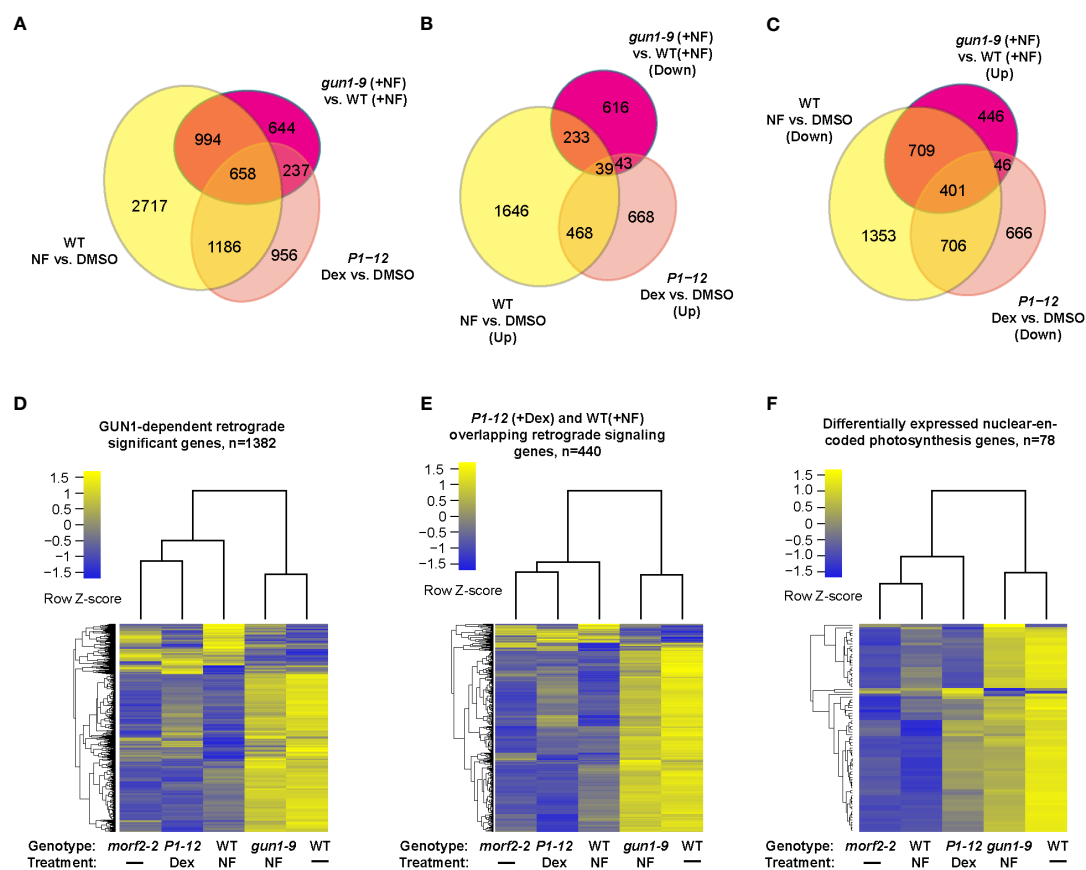 A
gun1-9 (+NF)
vs. WT (+NF)
994
644
658
237
2717
1186
956
WT
NF vs. DMSO
P1−12
Dex vs. DMSO
B
gun1-9 (+NF)
vs. WT(+NF)
(Down)
616
233
39
43
1646
668
468
WT
NF vs. DMSO
(Up)
P1−12
Dex vs. DMSO
(Up)
C
gun1-9 (+NF)
vs. WT (+NF)
(Up)
WT
NF vs. DMSO
(Down)
446
709
46
401
1353
706
666
P1−12
Dex vs. DMSO
(Down)
D
GUN1-dependent retrograde
significant genes, n=1382
1.5
1
0.5
0
−0.5
−1
−1.5
Row Z-score
Genotype: morf2-2 P1-12 WT gun1-9 WT
Treatment: — Dex NF NF —
E
P1-12 (+Dex) and WT(+NF)
overlapping retrograde signaling
genes, n=440
1.5
1
0.5
0
−0.5
−1
−1.5
Row Z-score
Genotype: morf2-2 P1-12 WT gun1-9 WT
Treatment: — Dex NF NF —
F
Differentially expressed nuclear-en-
coded photosynthesis genes, n=78
1.5
1.0
0.5
0
−0.5
−1.0
−1.5
Row Z-score
Genotype: morf2-2 WT P1-12 gun1-9 WT
Treatment: — NF Dex NF —